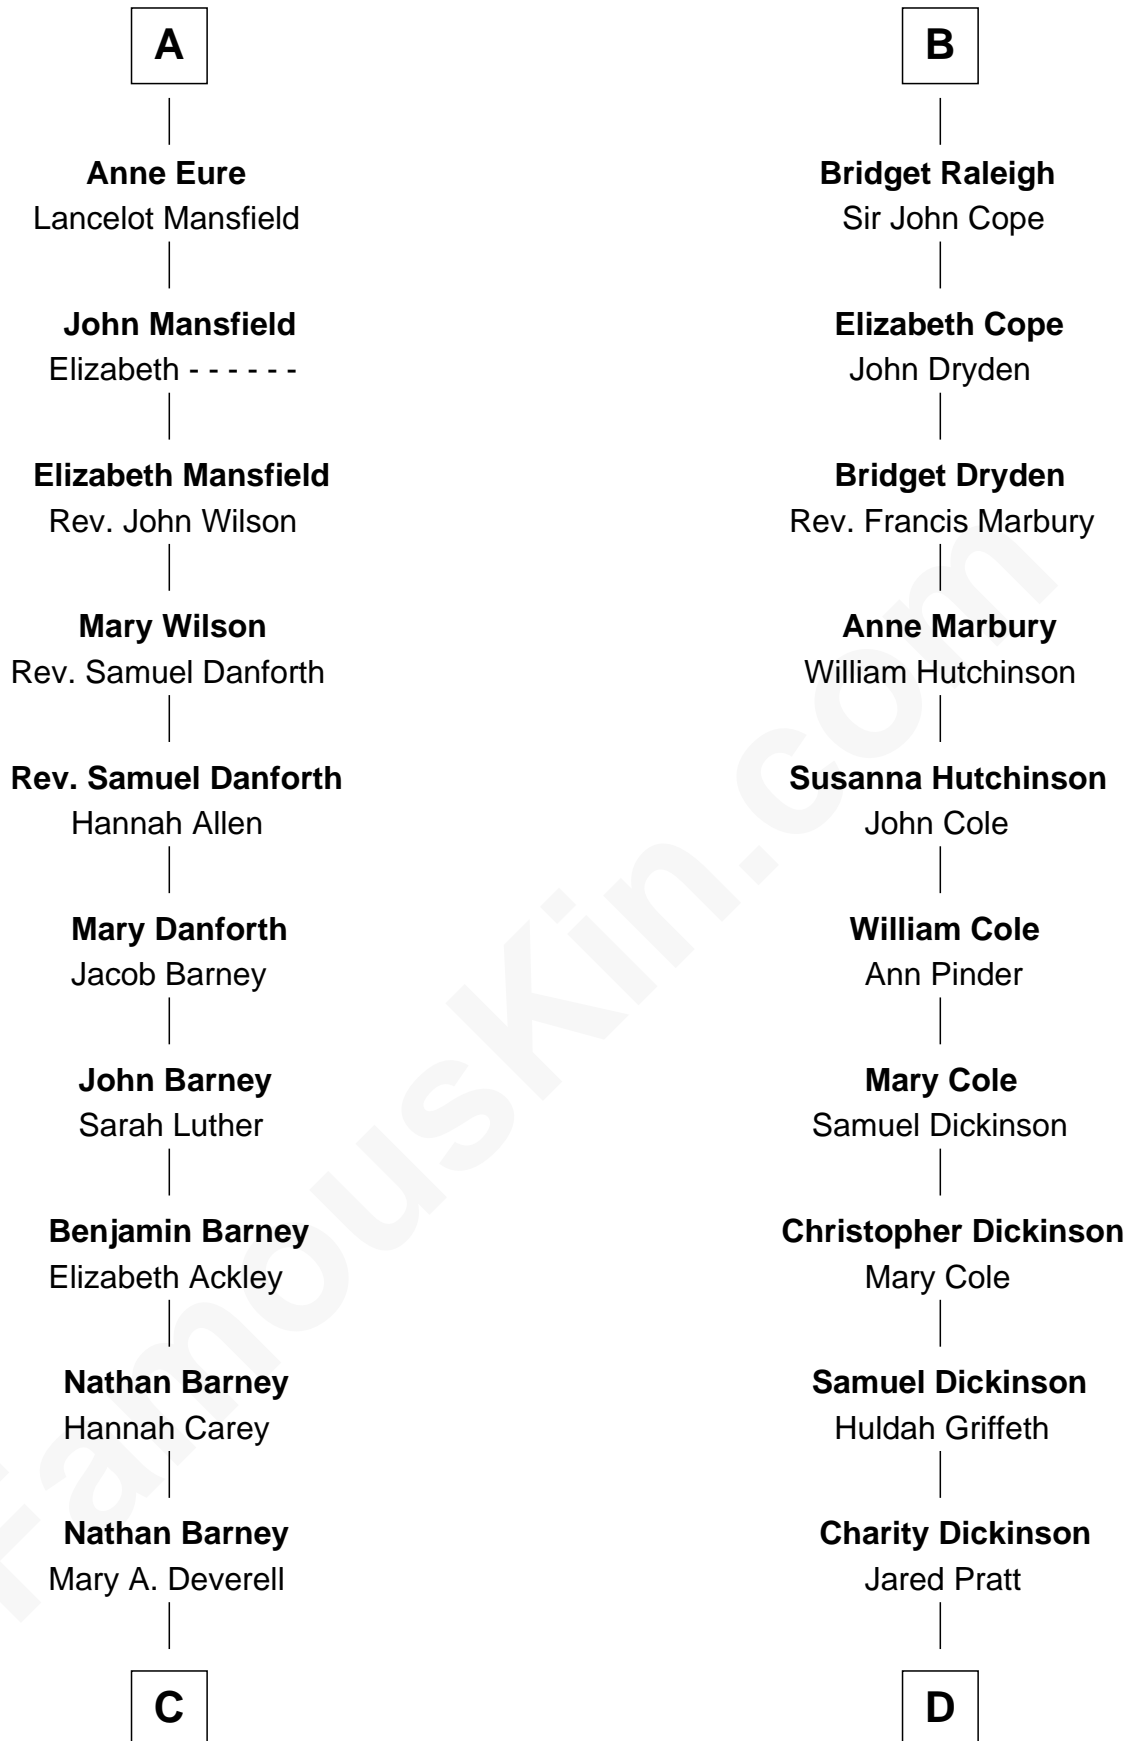 A
Anne Eure
Lancelot Mansfield
John Mansfield
Elizabeth - - - - - -
Elizabeth Mansfield
Rev. John Wilson
Mary Wilson
Rev. Samuel Danforth
Rev. Samuel Danforth
Hannah Allen
Mary Danforth
Jacob Barney
John Barney
Sarah Luther
Benjamin Barney
Elizabeth Ackley
Nathan Barney
Hannah Carey
Nathan Barney
Mary A. Deverell
C
B
Bridget Raleigh
Sir John Cope
Elizabeth Cope
John Dryden
Bridget Dryden
Rev. Francis Marbury
Anne Marbury
William Hutchinson
Susanna Hutchinson
John Cole
William Cole
Ann Pinder
Mary Cole
Samuel Dickinson
Christopher Dickinson
Mary Cole
Samuel Dickinson
Huldah Griffeth
Charity Dickinson
Jared Pratt
D
FamousKin.com